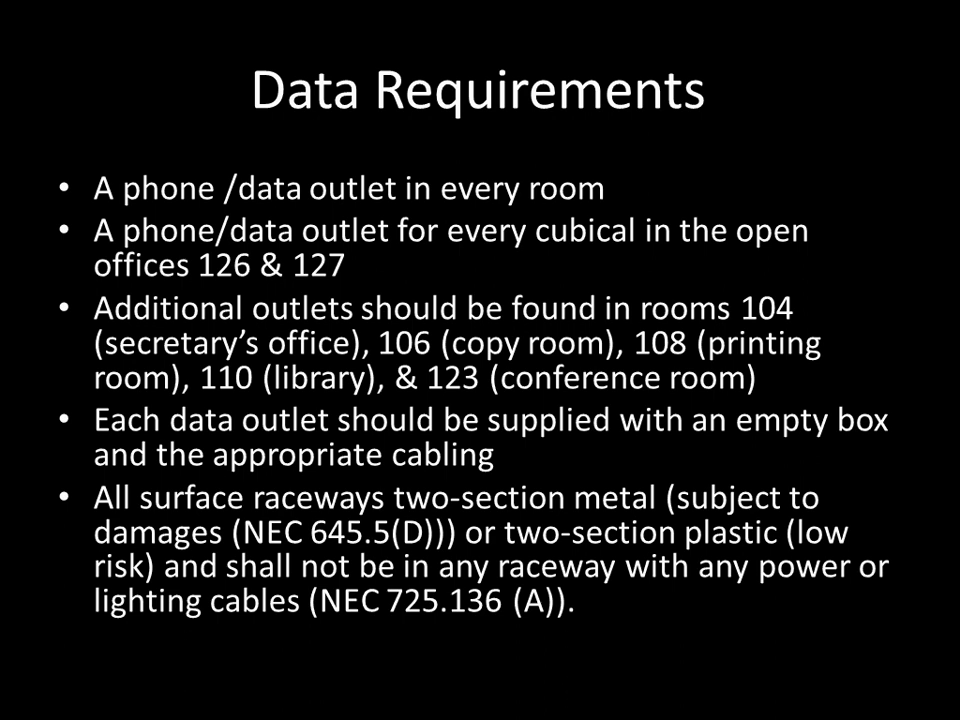 Data Requirements
• A phone /data outlet in every room
• A phone/data outlet for every cubical in the open
offices 126 & 127
• Additional outlets should be found in rooms 104
(secretary’s office), 106 (copy room), 108 (printing
room), 110 (library), & 123 (conference room)
• Each data outlet should be supplied with an empty box
and the appropriate cabling
• All surface raceways two-section metal (subject to
damages (NEC 645.5(D))) or two-section plastic (low
risk) and shall not be in any raceway with any power or
lighting cables (NEC 725.136 (A)).